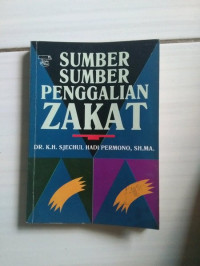 SUMBER
SUMBER
PENGGALIAN
ZAKAT
DR. K.H. SJECHUL HADI PERMONO, SH.MA.